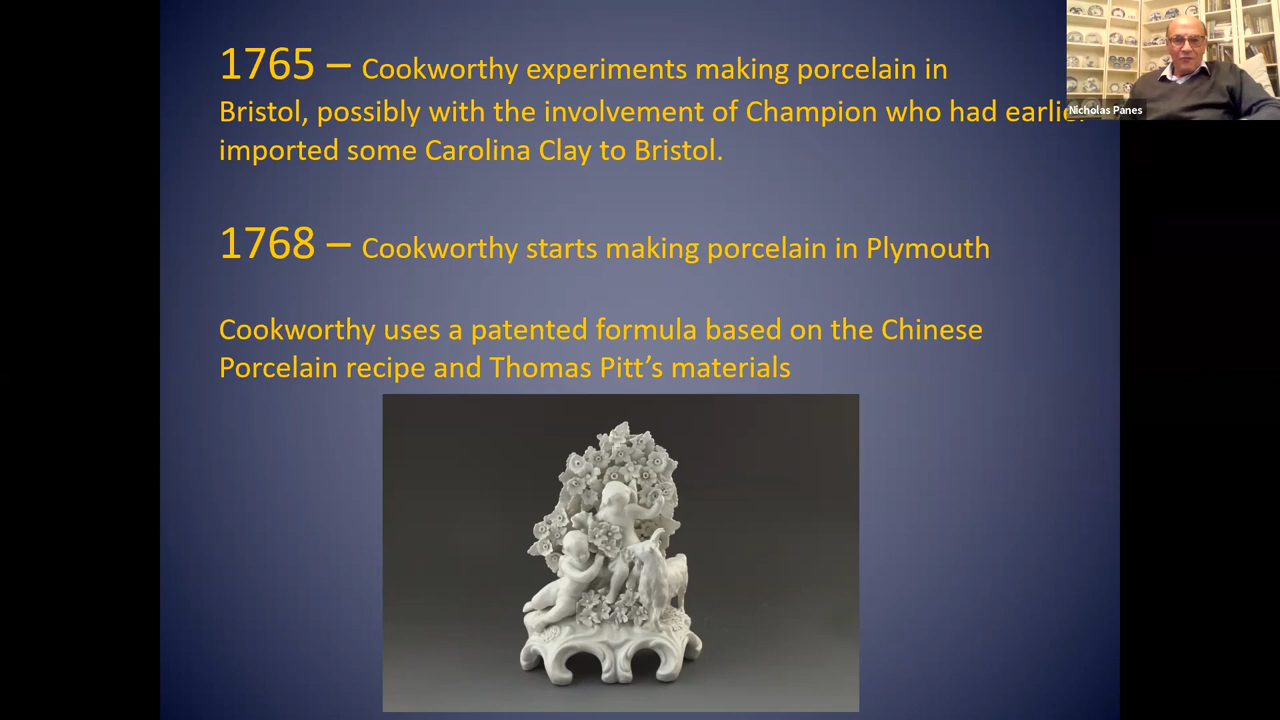 1765 – Cookworthy experiments making porcelain in
Bristol, possibly with the involvement of Champion who had earlier
imported some Carolina Clay to Bristol.
1768 – Cookworthy starts making porcelain in Plymouth
Cookworthy uses a patented formula based on the Chinese
Porcelain recipe and Thomas Pitt’s materials
Nicholas Panes